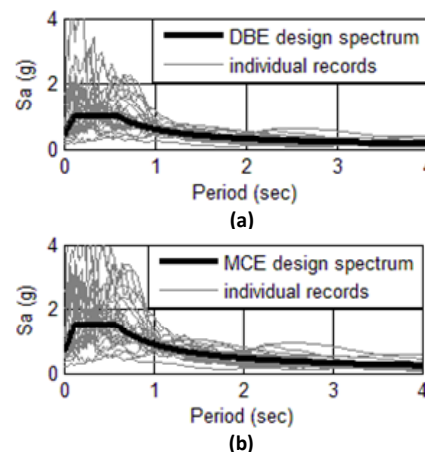 4
DBE design spectrum
individual records
Sa (g)
2
0
0 1 2 3 4
Period (sec)
(a)
4
MCE design spectrum
individual records
Sa (g)
2
0
0 1 2 3 4
Period (sec)
(b)